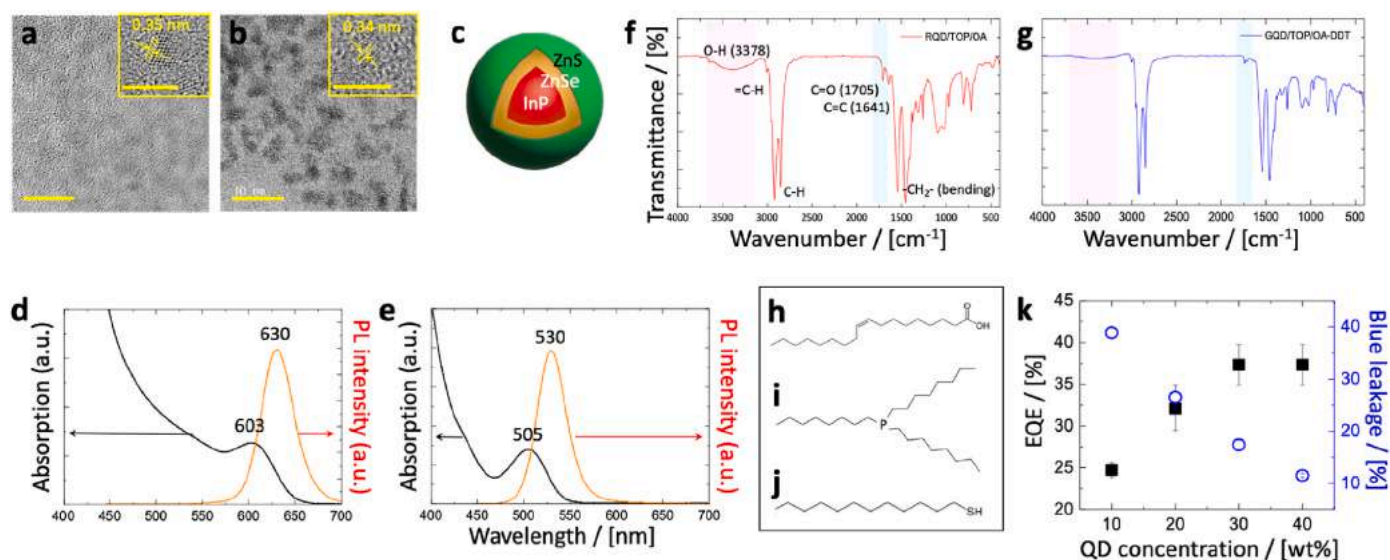 a
0.35 nm
b
0.34 nm
10 nm
c
ZnS
ZnSe
InP
f
RQD/TOP/OA
O-H (3378)
=C-H
C=O (1705)
C=C (1641)
C-H
-CH₂- (bending)
Transmittance / [%]
4000 3000 2000 1500 1000 500
Wavenumber / [cm⁻¹]
g
GQD/TOP/OA-DDT
4000 3000 2000 1500 1000 500
Wavenumber / [cm⁻¹]
d
630
603
Absorption (a.u.)
PL intensity (a.u.)
400 450 500 550 600 650 700
e
530
505
Absorption (a.u.)
PL intensity (a.u.)
400 450 500 550 600 650 700
Wavelength / [nm]
h
O
OH
i
P
j
SH
k
45
40
35
30
25
20
EQE / [%]
40
30
20
10
Blue leakage / [%]
10 20 30 40
QD concentration / [wt%]